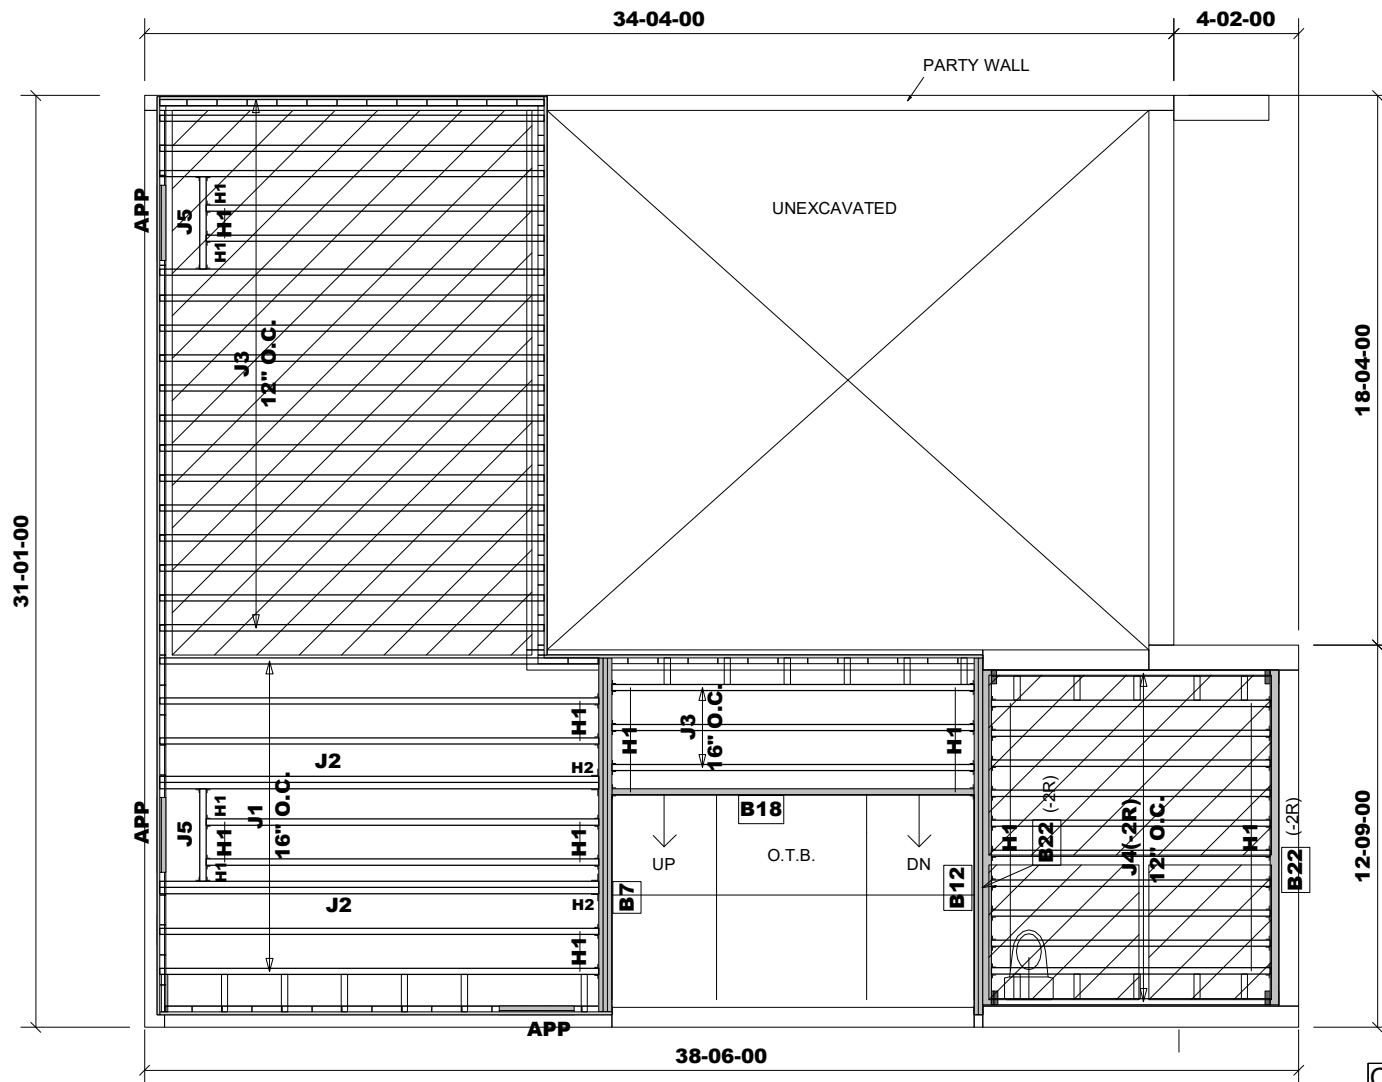 34-04-00
4-02-00
PARTY WALL
UNEXCAVATED
APP
J5
H1
H1
H1
J3
12" O.C.
31-01-00
18-04-00
J1
16" O.C.
J2
H1
H2
APP
J5
H1
H1
H1
H1
J2
H2
H1
H1
J3
16" O.C.
H1
B18
UP
O.T.B.
DN
B7
B12
H1
B22 (-2R)
J4(-2R)
12" O.C.
H1
B22 (-2R)
12-09-00
APP
38-06-00